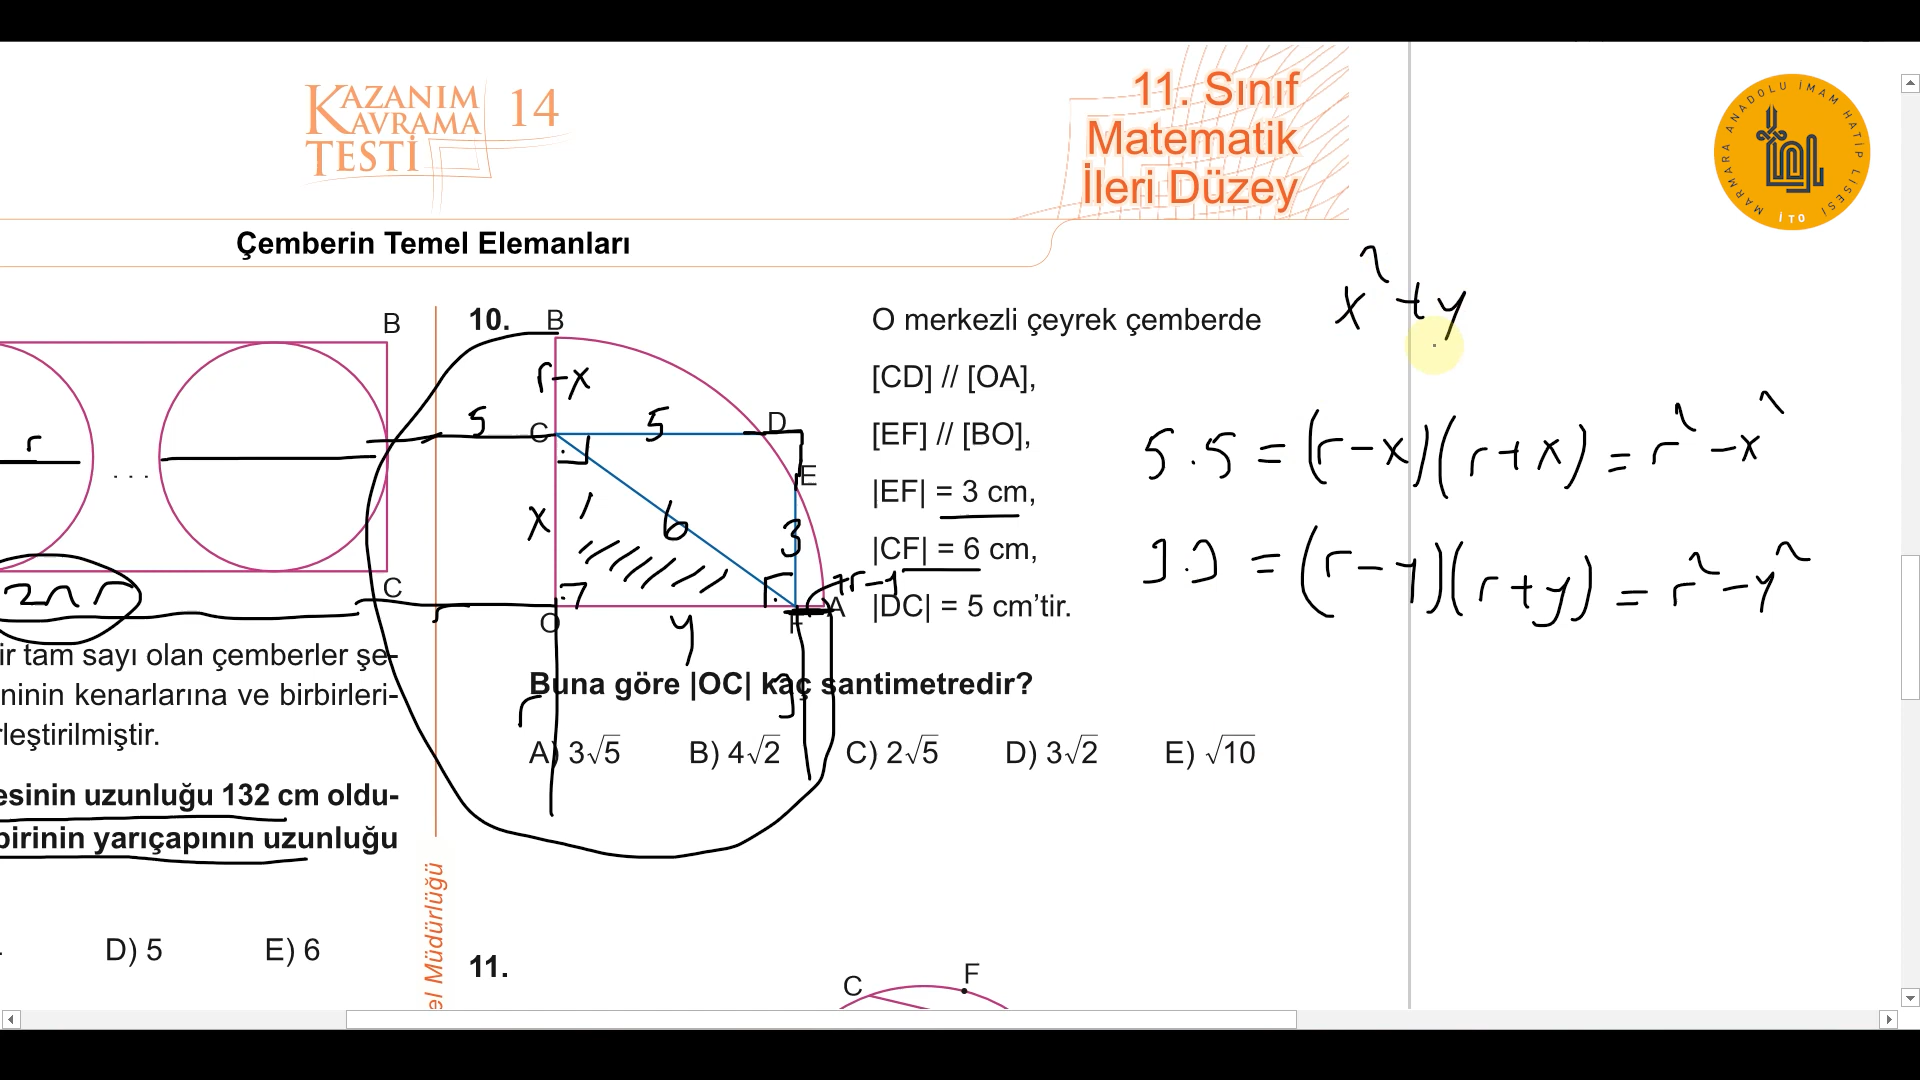 KAZANIM
KAVRAMA
TESTİ
14
11. Sınıf
Matematik
İleri Düzey
MARMARA ANADOLU İMAM HATİP LİSESİ
İTO
Çemberin Temel Elemanları
B
r
. . .
C
2πr
ir tam sayı olan çemberler şe-
ninin kenarlarına ve birbirleri-
rleştirilmiştir.
esinin uzunluğu 132 cm oldu-
birinin yarıçapının uzunluğu
D) 5
E) 6
el Müdürlüğü
10.
B
r-x
5
C
5
D
E
x
6
3
r-y
O
y
F
A
r
3
O merkezli çeyrek çemberde
[CD] // [OA],
[EF] // [BO],
|EF| = 3 cm,
|CF| = 6 cm,
|DC| = 5 cm’tir.
Buna göre |OC| kaç santimetredir?
A) 3√5 B) 4√2 C) 2√5 D) 3√2 E) √10
x² + y
5.5 = (r-x)(r+x) = r² - x²
3.3 = (r-y)(r+y) = r² - y²
11.
C
F